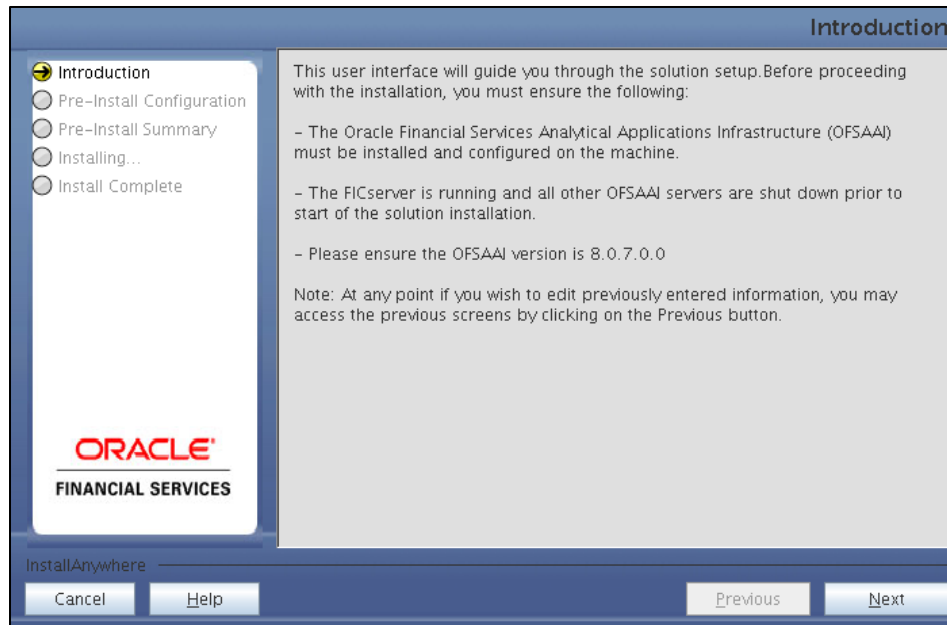 Introduction
Introduction
Pre-Install Configuration
Pre-Install Summary
Installing...
Install Complete
ORACLE
FINANCIAL SERVICES
This user interface will guide you through the solution setup.Before proceeding
with the installation, you must ensure the following:
- The Oracle Financial Services Analytical Applications Infrastructure (OFSAAI)
must be installed and configured on the machine.
- The FICserver is running and all other OFSAAI servers are shut down prior to
start of the solution installation.
- Please ensure the OFSAAI version is 8.0.7.0.0
Note: At any point if you wish to edit previously entered information, you may
access the previous screens by clicking on the Previous button.
InstallAnywhere
Cancel
Help
Previous
Next